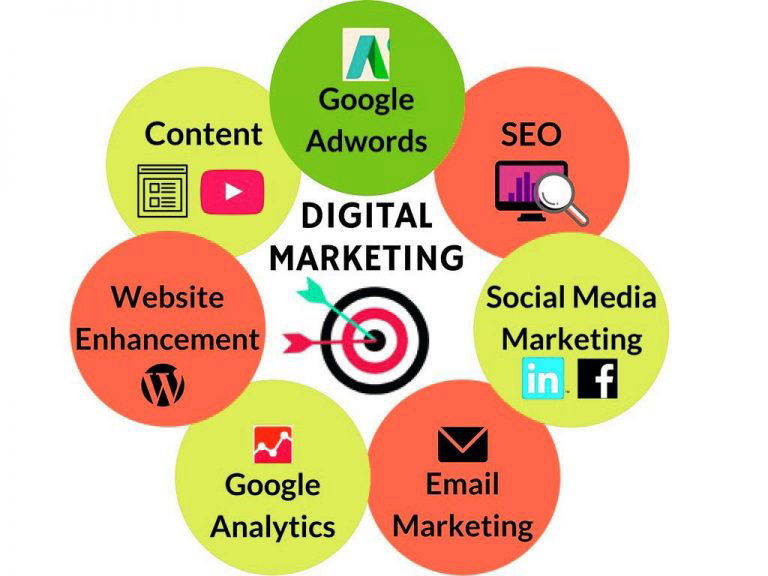 Google
Adwords
SEO
Social Media
Marketing
in
f
Email
Marketing
Google
Analytics
Website
Enhancement
W
Content
DIGITAL
MARKETING